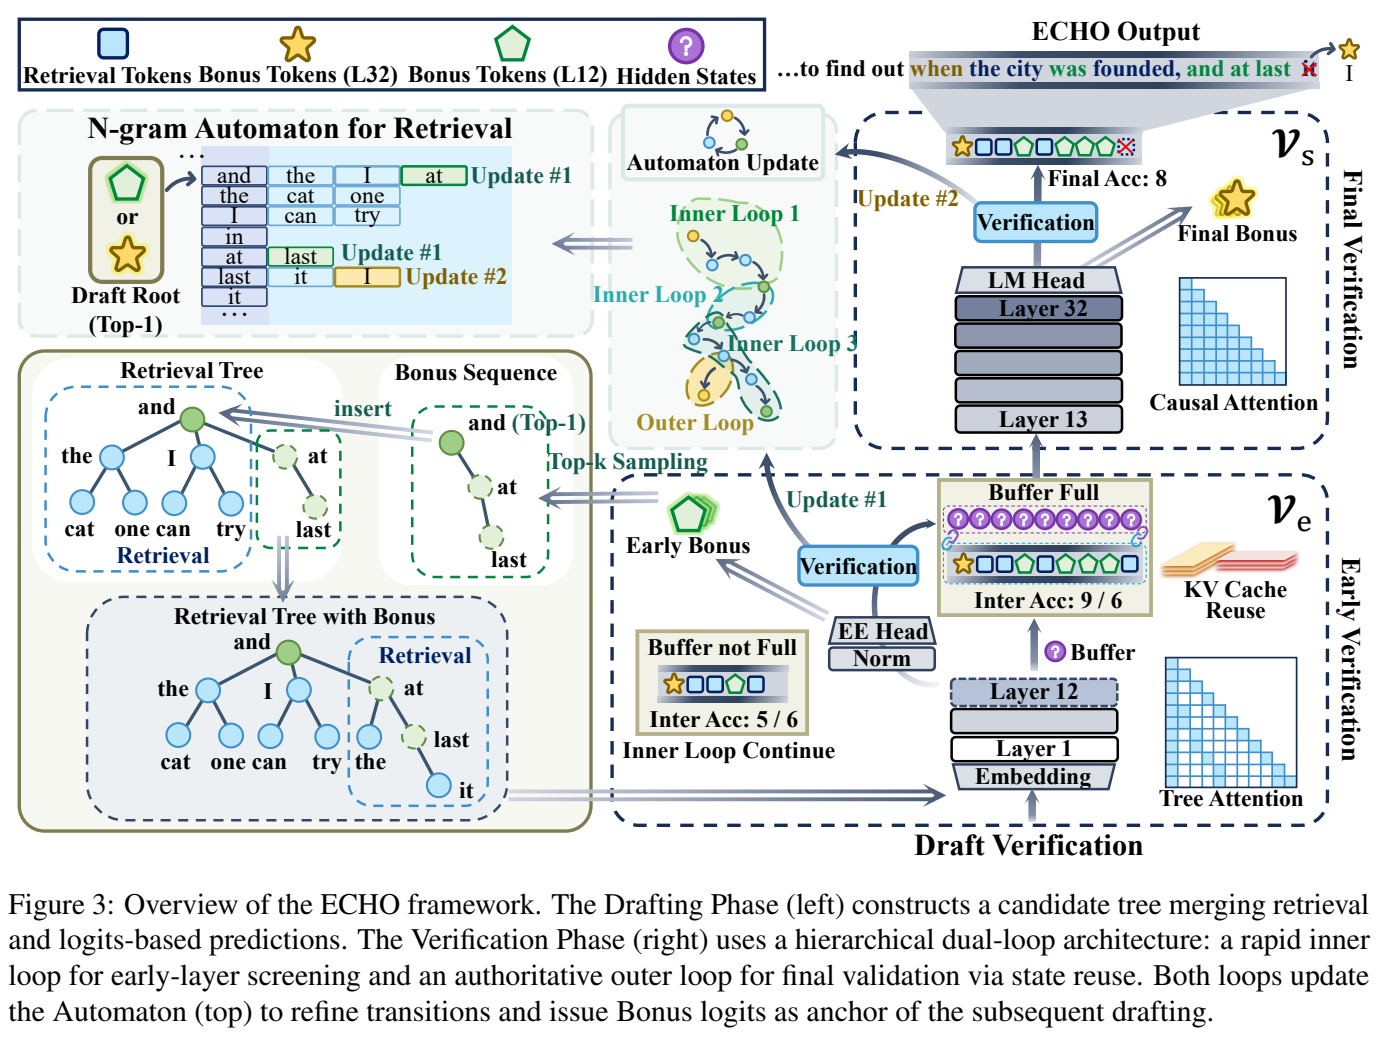 Retrieval Tokens
Bonus Tokens (L32)
Bonus Tokens (L12)
?
Hidden States
ECHO Output
...to find out when the city was founded, and at last it
I
N-gram Automaton for Retrieval
...
or
Draft Root
(Top-1)
and the I at Update #1
the cat one
I can try
in
at last Update #1
last it I Update #2
it
...
Automaton Update
Inner Loop 1
Inner Loop 2
Inner Loop 3
Outer Loop
Update #2
𝒱s
Final Acc: 8
Verification
Final Bonus
LM Head
Layer 32
Layer 13
Causal Attention
Final Verification
Retrieval Tree
and
the I at
cat one can try last
Retrieval
insert
Bonus Sequence
and (Top-1)
at
last
Top-k Sampling
Retrieval Tree with Bonus
and
Retrieval
the I at
last
cat one can try the
it
Early Bonus
Update #1
Verification
EE Head
Norm
Buffer not Full
Inter Acc: 5 / 6
Inner Loop Continue
Buffer Full
? ? ? ? ? ? ? ? ?
Inter Acc: 9 / 6
? Buffer
Layer 12
Layer 1
Embedding
𝒱e
KV Cache
Reuse
Tree Attention
Early Verification
Draft Verification
Figure 3: Overview of the ECHO framework. The Drafting Phase (left) constructs a candidate tree merging retrieval
and logits-based predictions. The Verification Phase (right) uses a hierarchical dual-loop architecture: a rapid inner
loop for early-layer screening and an authoritative outer loop for final validation via state reuse. Both loops update
the Automaton (top) to refine transitions and issue Bonus logits as anchor of the subsequent drafting.